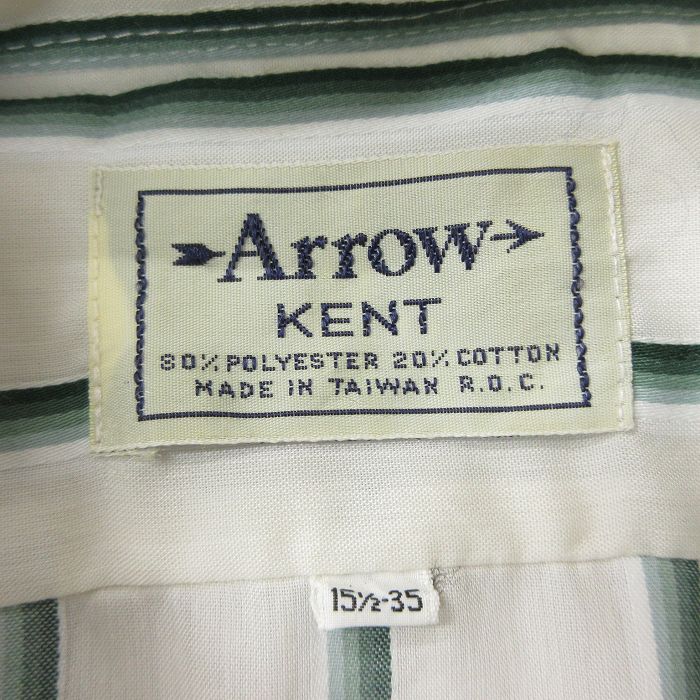 Arrow
KENT
80% POLYESTER 20% COTTON
MADE IN TAIWAN R.O.C.
15½-35